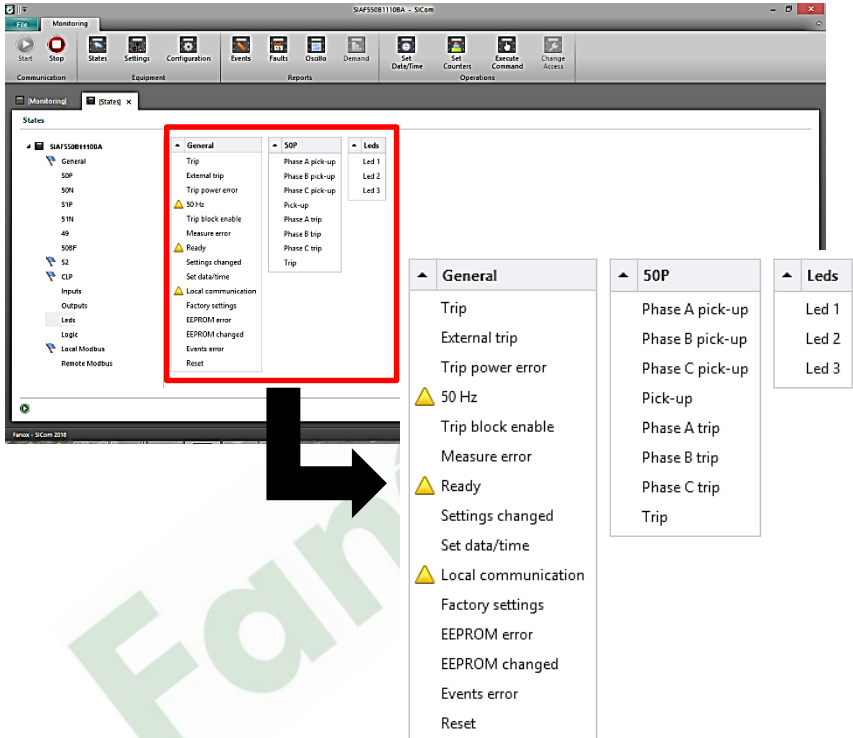 SIAF550B1110BA - SICom
File Monitoring
Start Stop States Settings Configuration Events Faults Oscillo Demand Set Date/Time Set Counters Execute Command Change Access
Communication Equipment Reports Operations
[Monitoring] [States] x
States
SIAF550B1110BA
General
50P
50N
51P
51N
49
50BF
52
CLP
Inputs
Outputs
Leds
Logic
Local Modbus
Remote Modbus
General
Trip
External trip
Trip power error
50 Hz
Trip block enable
Measure error
Ready
Settings changed
Set data/time
Local communication
Factory settings
EEPROM error
EEPROM changed
Events error
Reset
50P
Phase A pick-up
Phase B pick-up
Phase C pick-up
Pick-up
Phase A trip
Phase B trip
Phase C trip
Trip
Leds
Led 1
Led 2
Led 3
Fanox - SICom 2016
General
Trip
External trip
Trip power error
50 Hz
Trip block enable
Measure error
Ready
Settings changed
Set data/time
Local communication
Factory settings
EEPROM error
EEPROM changed
Events error
Reset
50P
Phase A pick-up
Phase B pick-up
Phase C pick-up
Pick-up
Phase A trip
Phase B trip
Phase C trip
Trip
Leds
Led 1
Led 2
Led 3